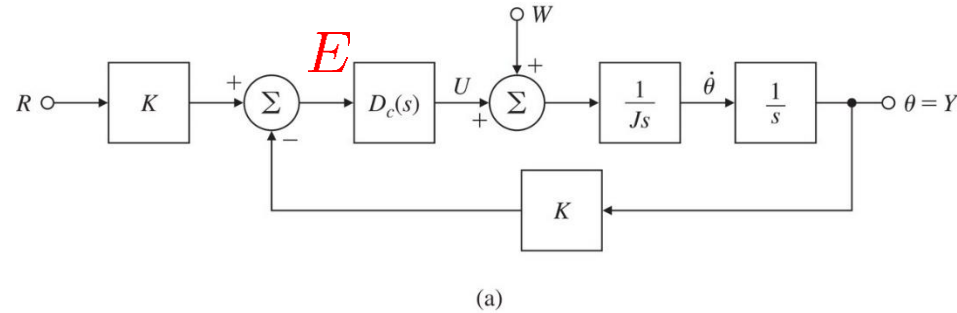 W
E
+
+
U
R
K
Σ
D_c(s)
Σ
1/Js
θ̇
1/s
θ = Y
+
−
K
(a)